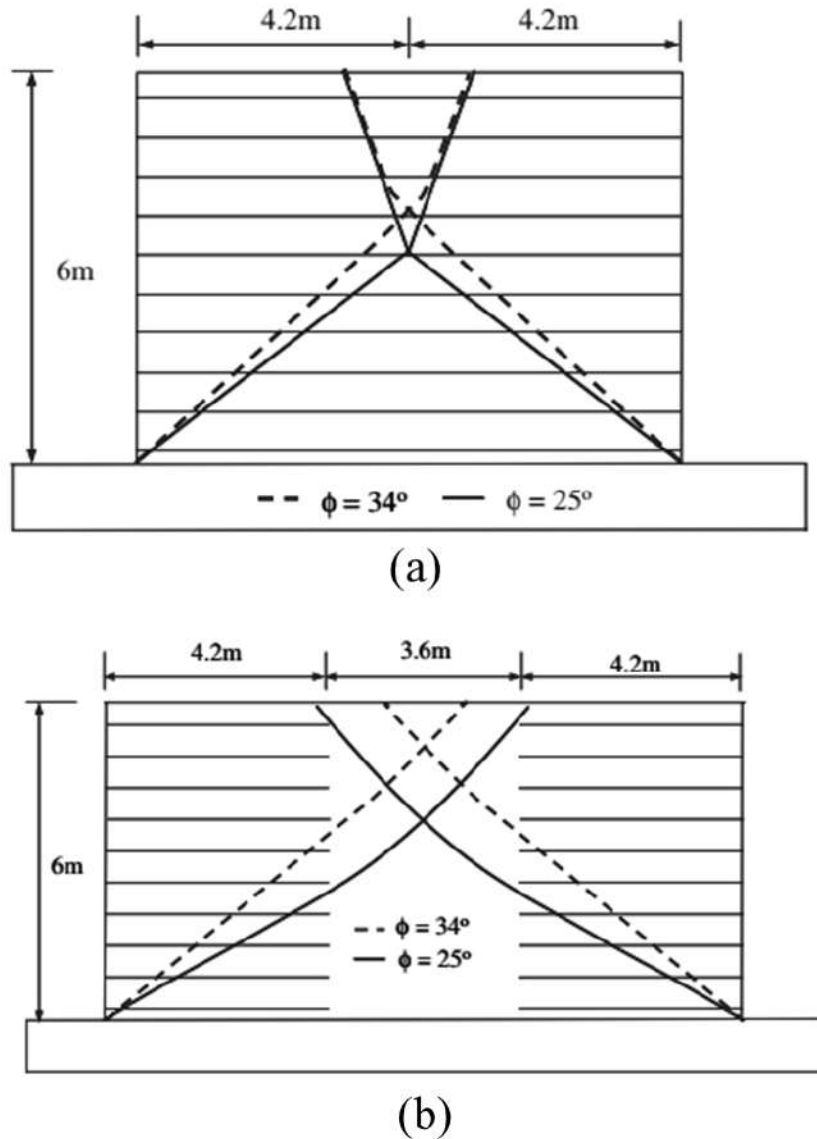 4.2m 4.2m
6m
ϕ = 34° ϕ = 25°
(a)
4.2m 3.6m 4.2m
6m
ϕ = 34°
ϕ = 25°
(b)